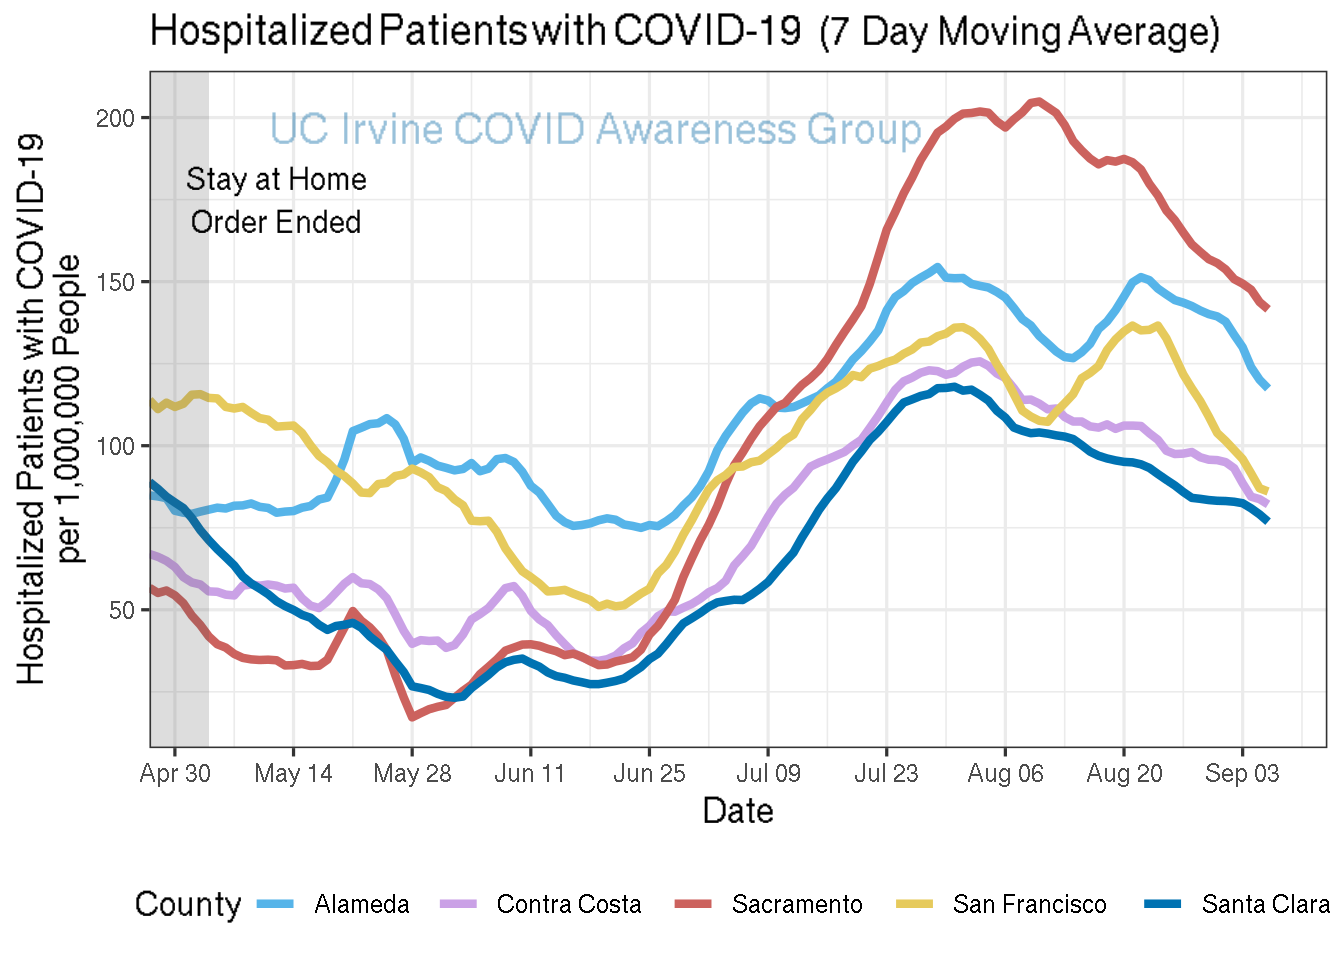 Hospitalized Patients with COVID-19 (7 Day Moving Average)
UC Irvine COVID Awareness Group
Stay at Home
Order Ended
Hospitalized Patients with COVID-19
per 1,000,000 People
200
150
100
50
Apr 30 May 14 May 28 Jun 11 Jun 25 Jul 09 Jul 23 Aug 06 Aug 20 Sep 03
Date
County Alameda Contra Costa Sacramento San Francisco Santa Clara